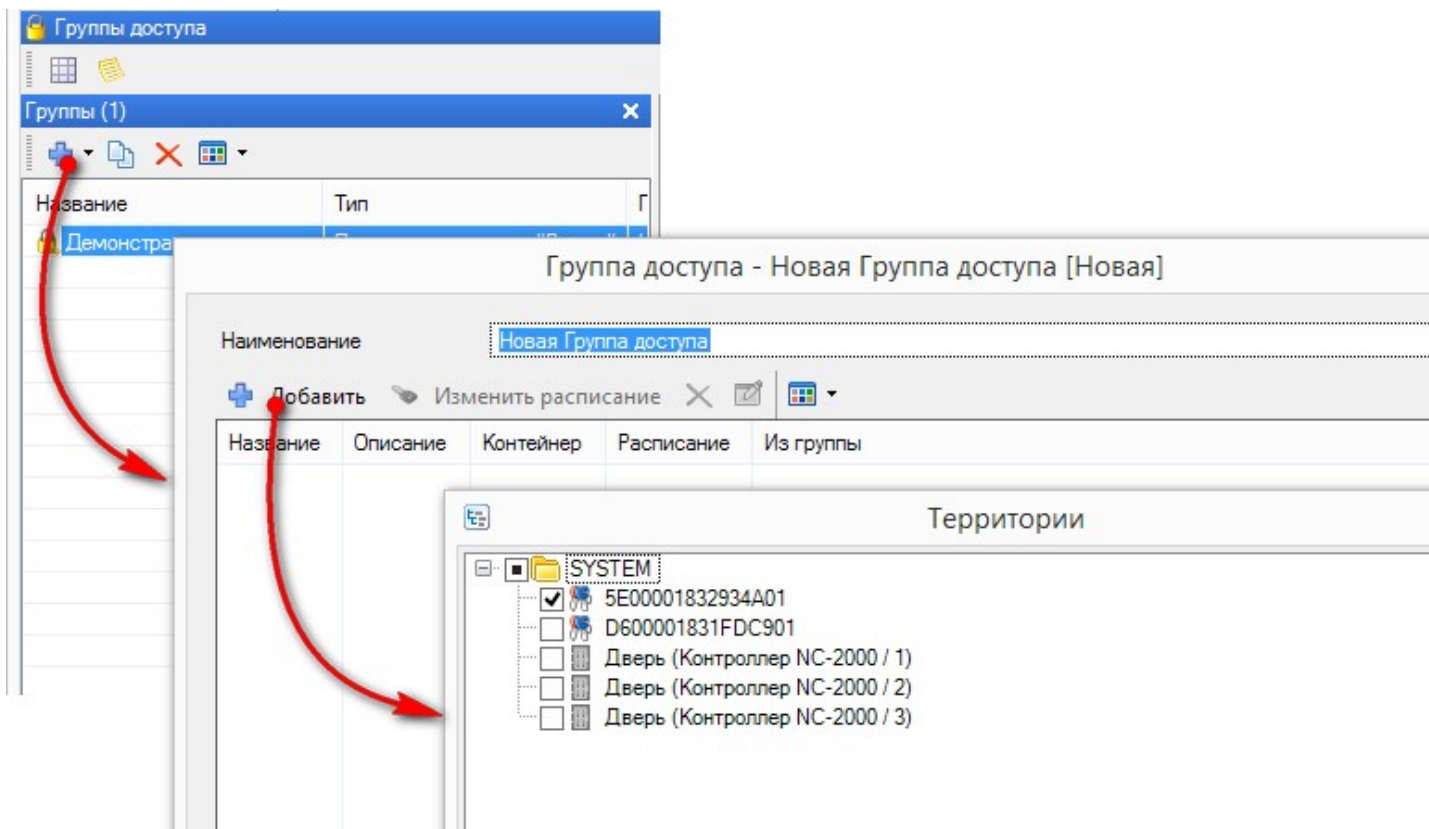 Группы доступа
Группы (1)
Название Тип
Демонстра
Группа доступа - Новая Группа доступа [Новая]
Наименование Новая Группа доступа
Добавить Изменить расписание
Название Описание Контейнер Расписание Из группы
Территории
SYSTEM
5E00001832934A01
D600001831FDC901
Дверь (Контроллер NC-2000 / 1)
Дверь (Контроллер NC-2000 / 2)
Дверь (Контроллер NC-2000 / 3)